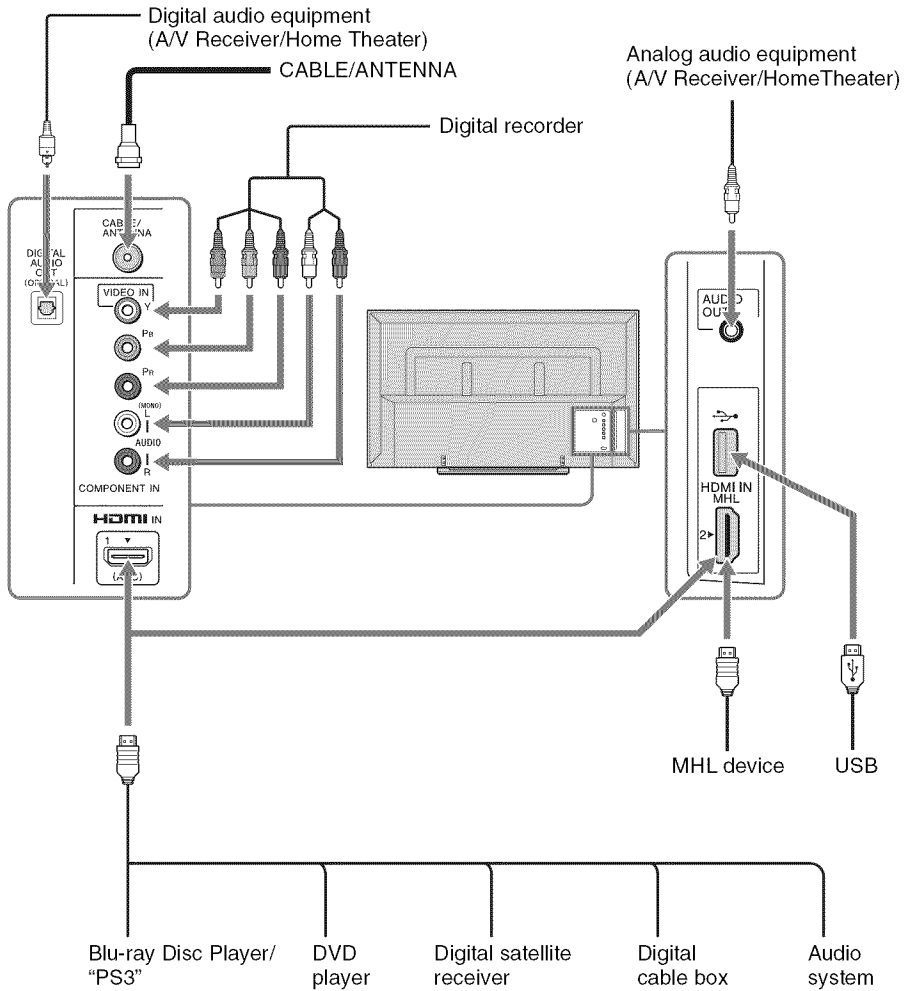 Digital audio equipment
(A/V Receiver/Home Theater)
CABLE/ANTENNA
Analog audio equipment
(A/V Receiver/HomeTheater)
Digital recorder
CABLE/
ANTENNA
DIGITAL
AUDIO
OUT
(OPTICAL)
VIDEO IN
Y
PB
PR
(MONO)
L
AUDIO
R
COMPONENT IN
HDMI IN
1
(ARC)
AUDIO
OUT
HDMI IN
MHL
2
MHL device
USB
Blu-ray Disc Player/
“PS3”
DVD
player
Digital satellite
receiver
Digital
cable box
Audio
system